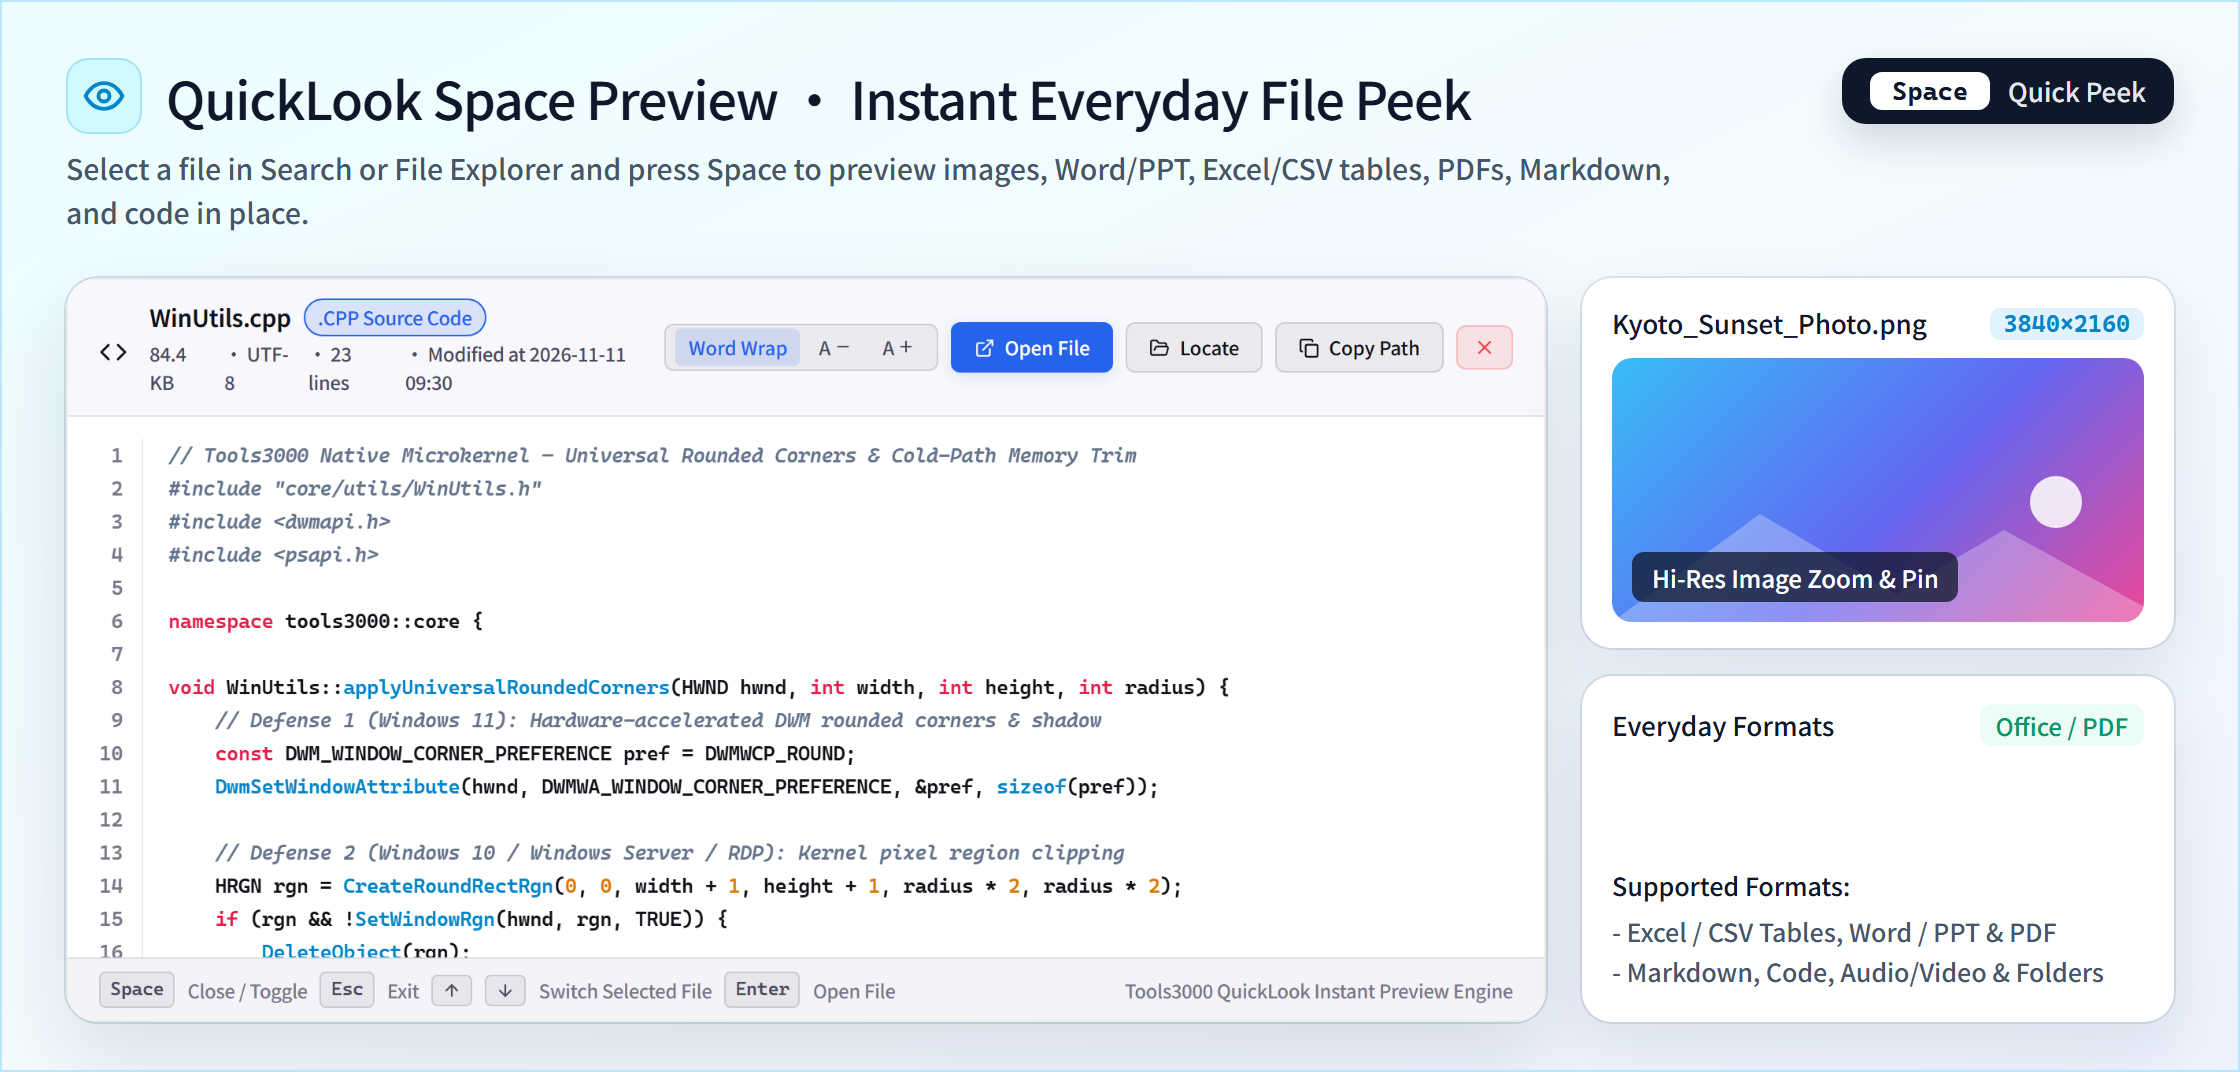 QuickLook Space Preview • Instant Everyday File Peek
Space Quick Peek
Select a file in Search or File Explorer and press Space to preview images, Word/PPT, Excel/CSV tables, PDFs, Markdown,
and code in place.
WinUtils.cpp .CPP Source Code
84.4 • UTF- • 23 • Modified at 2026-11-11
KB 8 lines 09:30
Word Wrap A − A + Open File Locate Copy Path
1 // Tools3000 Native Microkernel — Universal Rounded Corners & Cold-Path Memory Trim
2 #include "core/utils/WinUtils.h"
3 #include <dwmapi.h>
4 #include <psapi.h>
5
6 namespace tools3000::core {
7
8 void WinUtils::applyUniversalRoundedCorners(HWND hwnd, int width, int height, int radius) {
9 // Defense 1 (Windows 11): Hardware-accelerated DWM rounded corners & shadow
10 const DWM_WINDOW_CORNER_PREFERENCE pref = DWMWCP_ROUND;
11 DwmSetWindowAttribute(hwnd, DWMWA_WINDOW_CORNER_PREFERENCE, &pref, sizeof(pref));
12
13 // Defense 2 (Windows 10 / Windows Server / RDP): Kernel pixel region clipping
14 HRGN rgn = CreateRoundRectRgn(0, 0, width + 1, height + 1, radius * 2, radius * 2);
15 if (rgn && !SetWindowRgn(hwnd, rgn, TRUE)) {
16 DeleteObject(rgn);
Space Close / Toggle Esc Exit ↑ ↓ Switch Selected File Enter Open File
Tools3000 QuickLook Instant Preview Engine
Kyoto_Sunset_Photo.png 3840×2160
Hi-Res Image Zoom & Pin
Everyday Formats Office / PDF
Supported Formats:
- Excel / CSV Tables, Word / PPT & PDF
- Markdown, Code, Audio/Video & Folders